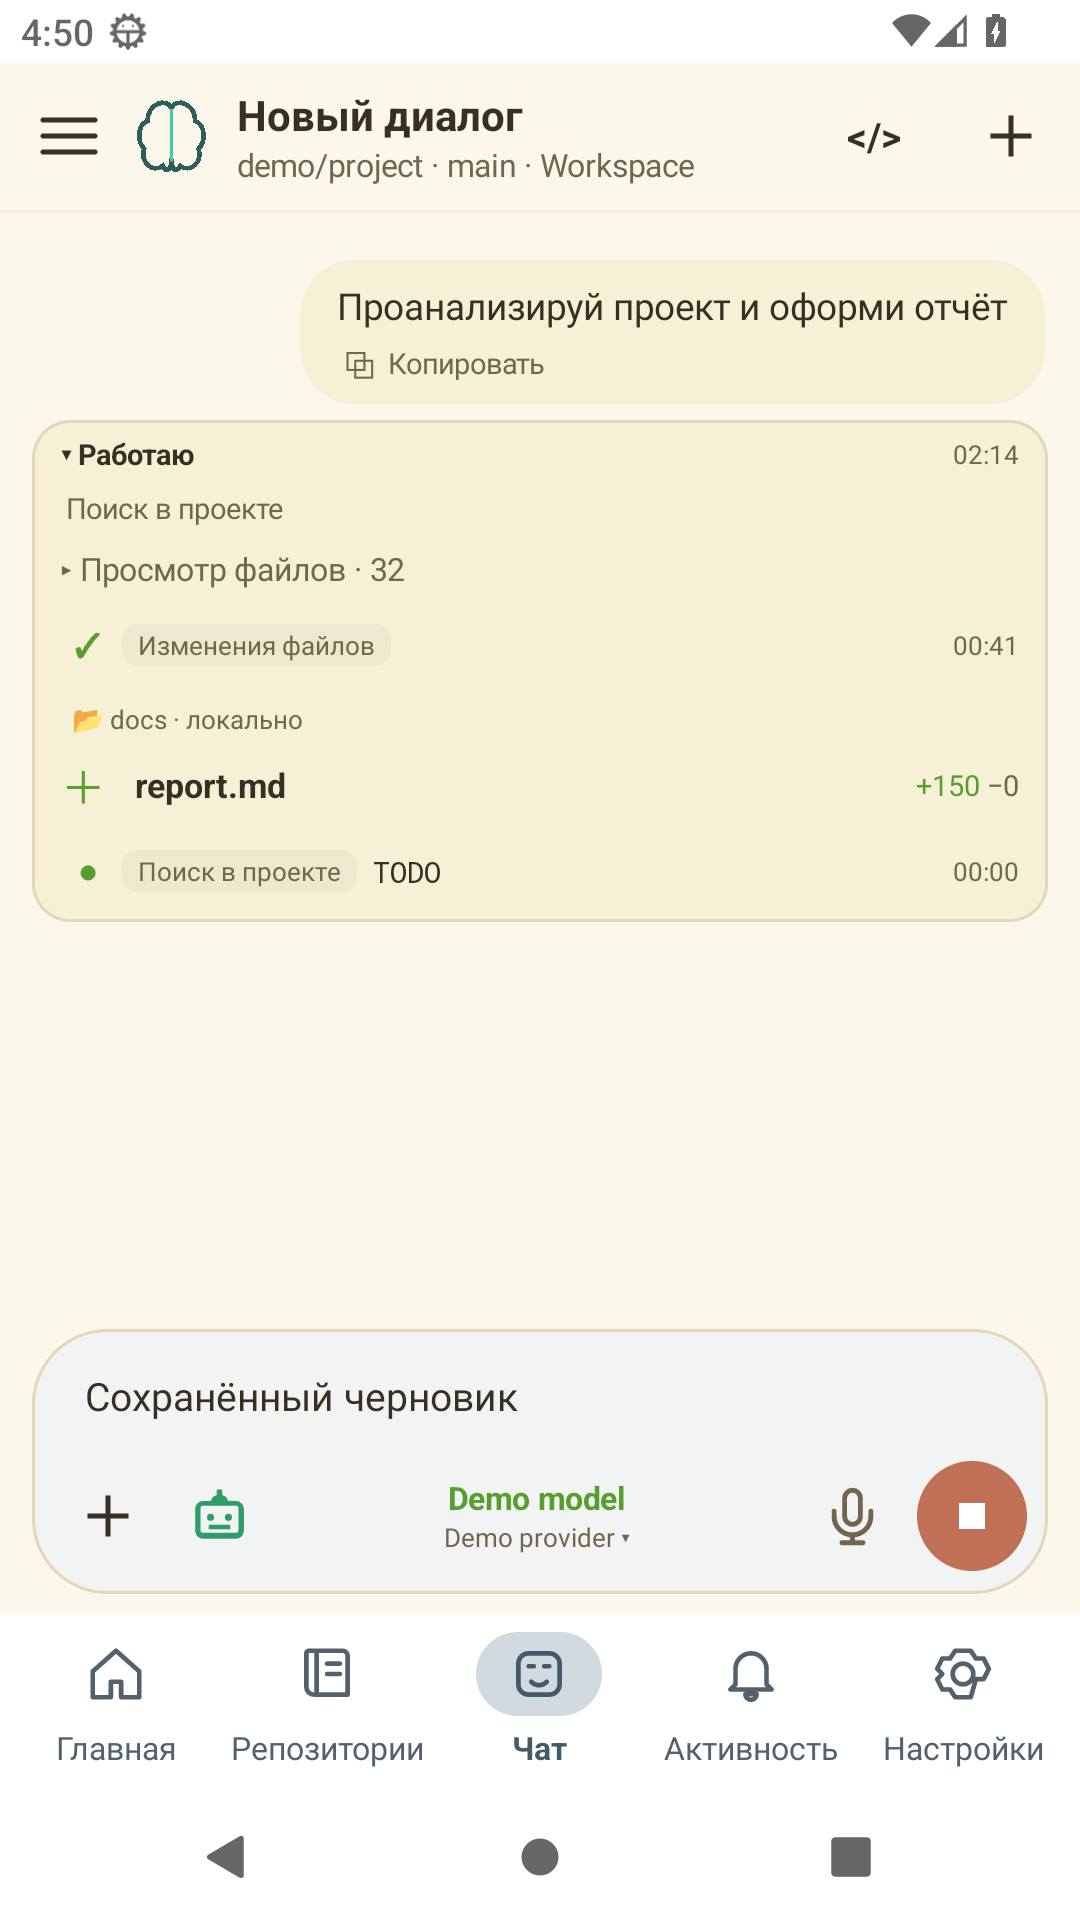 4:50
Новый диалог
demo/project · main · Workspace
</>
Проанализируй проект и оформи отчёт
Копировать
▾ Работаю 02:14
Поиск в проекте
▸ Просмотр файлов · 32
✓ Изменения файлов 00:41
📂 docs · локально
+ report.md +150 −0
• Поиск в проекте TODO 00:00
Сохранённый черновик
Demo model
Demo provider ▾
Главная Репозитории Чат Активность Настройки